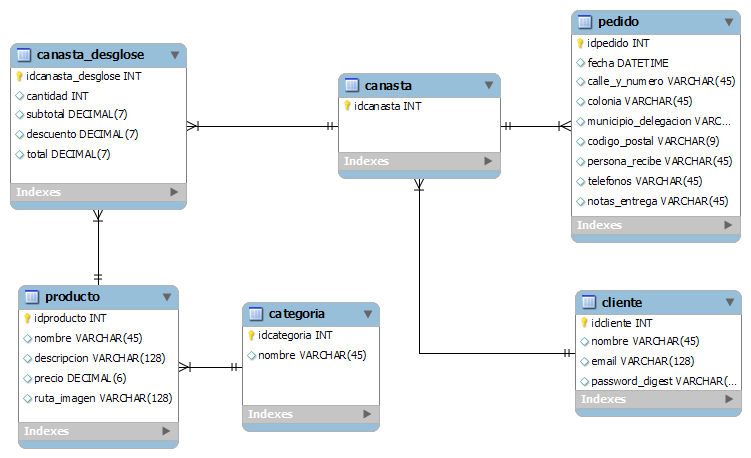 canasta_desglose
idcanasta_desglose INT
cantidad INT
subtotal DECIMAL(7)
descuento DECIMAL(7)
total DECIMAL(7)
Indexes
canasta
idcanasta INT
Indexes
pedido
idpedido INT
fecha DATETIME
calle_y_numero VARCHAR(45)
colonia VARCHAR(45)
municipio_delegacion VARC...
codigo_postal VARCHAR(9)
persona_recibe VARCHAR(45)
telefonos VARCHAR(45)
notas_entrega VARCHAR(45)
Indexes
producto
idproducto INT
nombre VARCHAR(45)
descripcion VARCHAR(128)
precio DECIMAL(6)
ruta_imagen VARCHAR(128)
Indexes
categoria
idcategoria INT
nombre VARCHAR(45)
Indexes
cliente
idcliente INT
nombre VARCHAR(45)
email VARCHAR(128)
password_digest VARCHAR(...
Indexes